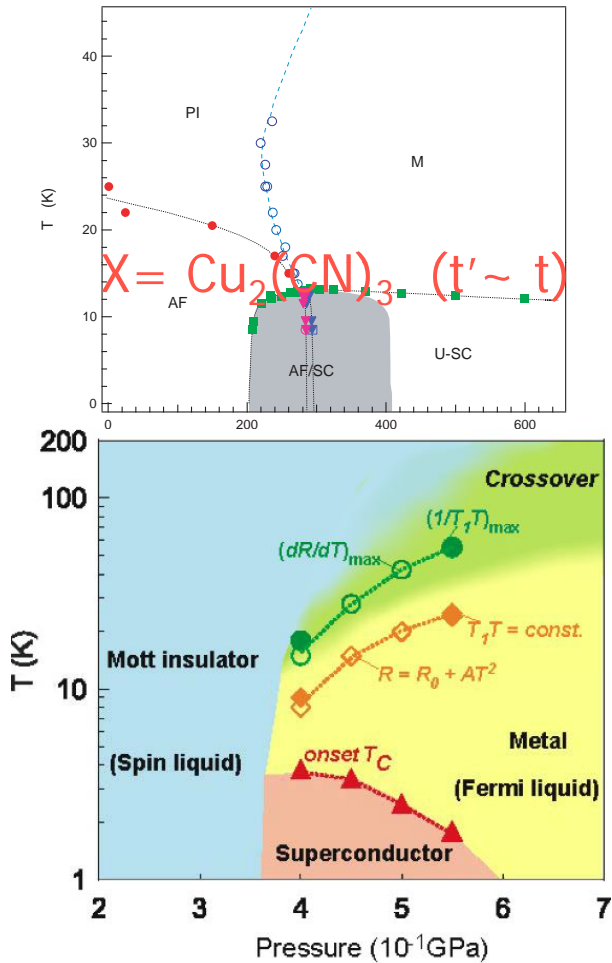 40
PI
M
30
T (K)
20
X= Cu2(CN)3 (t′~ t)
AF
10
U-SC
AF/SC
0
0 200 400 600
200
Crossover
100
(1/T1T)max
(dR/dT)max
T (K)
T1T = const.
Mott insulator
R = R0 + AT2
10
Metal
(Spin liquid)
onset TC
(Fermi liquid)
Superconductor
1
2 3 4 5 6 7
Pressure (10-1GPa)